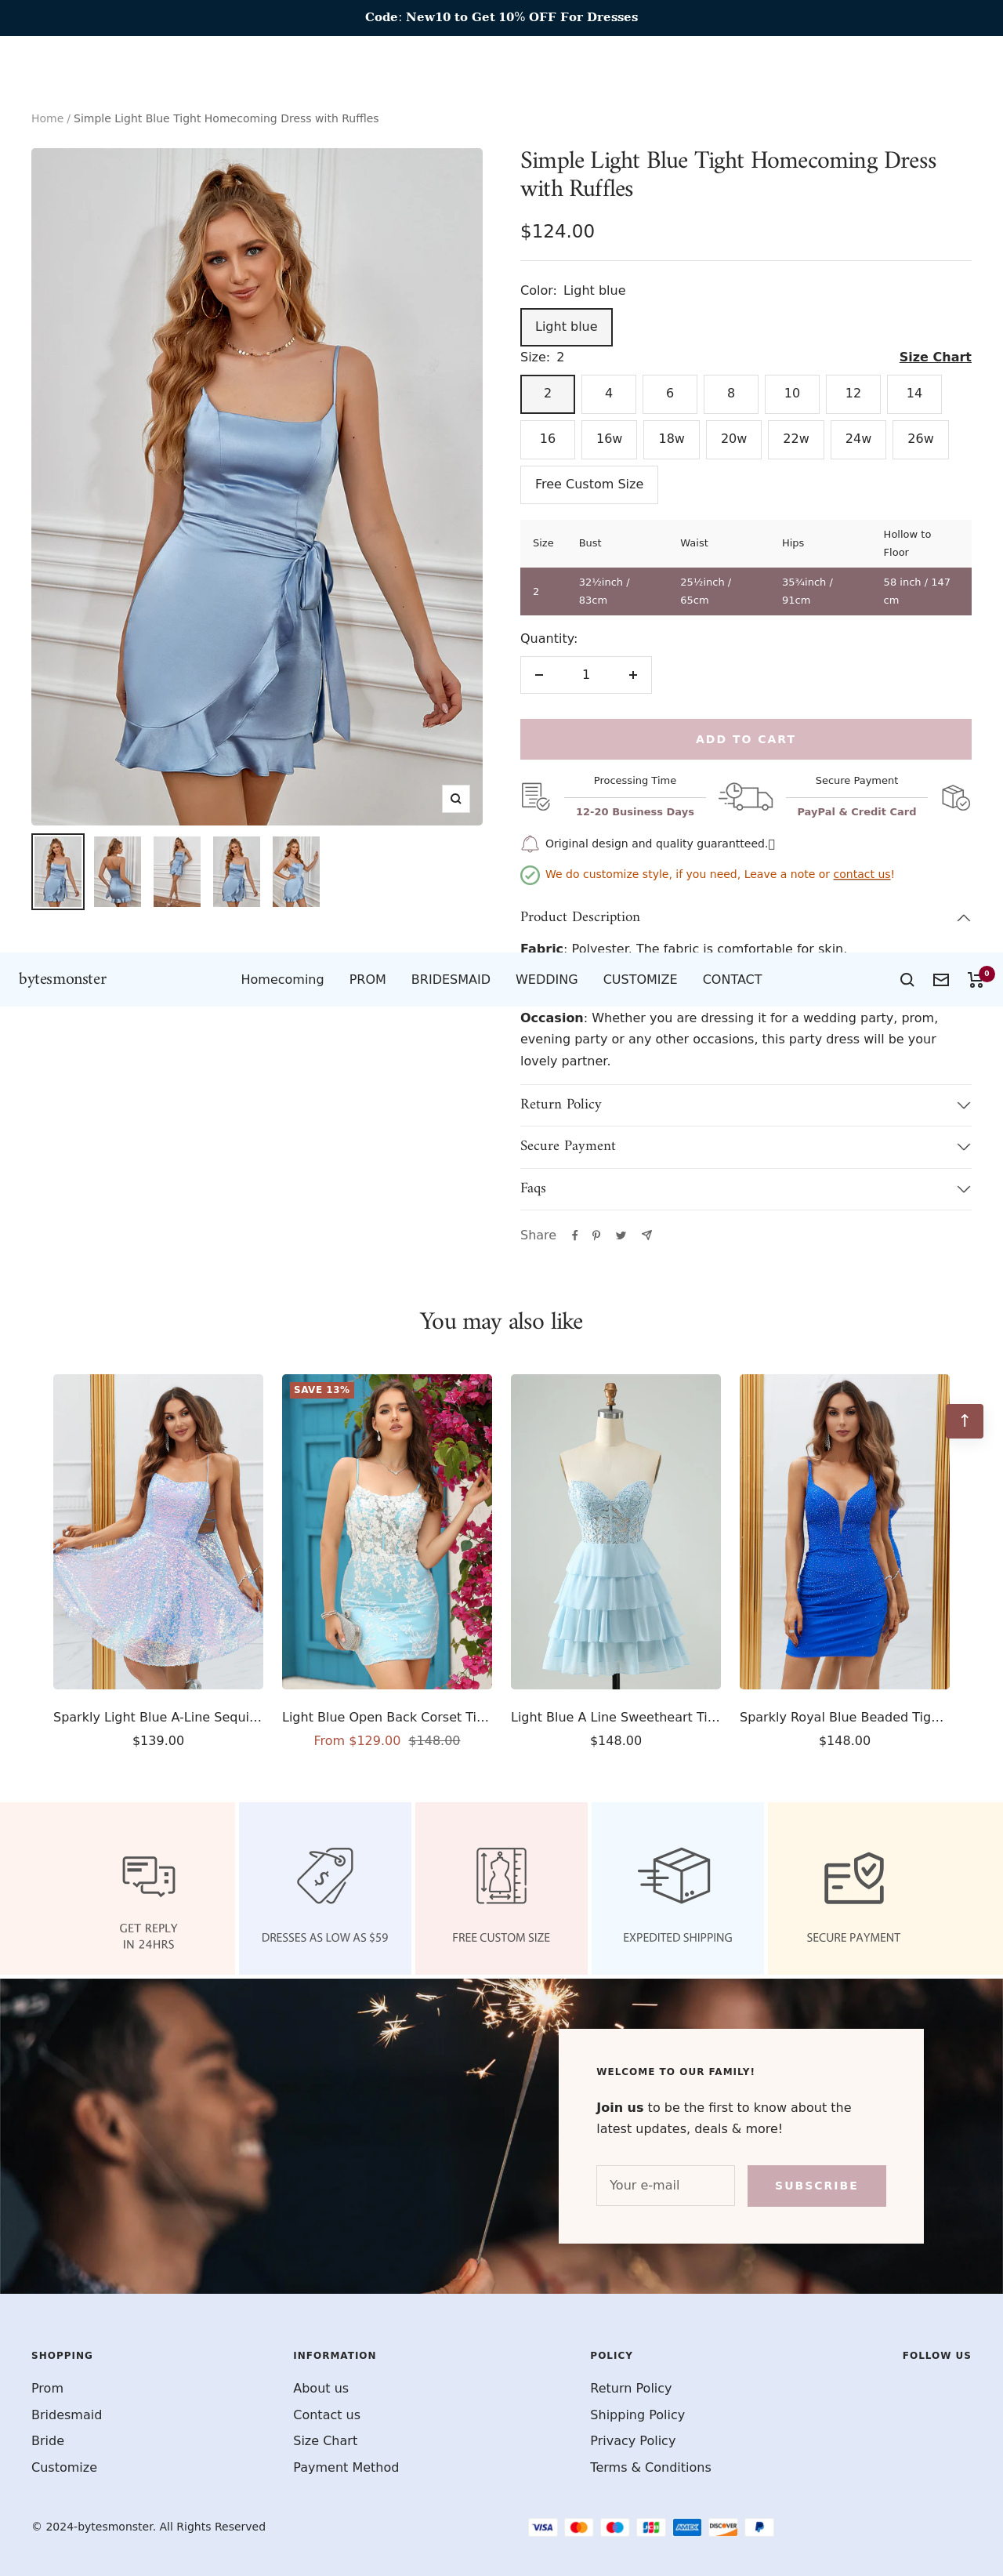 Code: New10 to Get 10% OFF For Dresses
Home / Simple Light Blue Tight Homecoming Dress with Ruffles
Simple Light Blue Tight Homecoming Dress
with Ruffles
$124.00
Color: Light blue
Light blue
Size: 2
Size Chart
2
4
6
8
10
12
14
16
16w
18w
20w
22w
24w
26w
Free Custom Size
Size Bust Waist Hips Hollow to
Floor
2 32½inch / 25½inch / 35¾inch / 58 inch / 147
83cm 65cm 91cm cm
Quantity:
1
ADD TO CART
Processing Time
12-20 Business Days
Secure Payment
PayPal & Credit Card
Original design and quality guarantteed.
We do customize style, if you need, Leave a note or contact us!
Product Description
Fabric: Polyester. The fabric is comfortable for skin.
bytesmonster
Homecoming
PROM
BRIDESMAID
WEDDING
CUSTOMIZE
CONTACT
0
Occasion: Whether you are dressing it for a wedding party, prom,
evening party or any other occasions, this party dress will be your
lovely partner.
Return Policy
Secure Payment
Faqs
Share
You may also like
SAVE 13%
Sparkly Light Blue A-Line Sequi...
$139.00
Light Blue Open Back Corset Ti...
From $129.00 $148.00
Light Blue A Line Sweetheart Ti...
$148.00
Sparkly Royal Blue Beaded Tig...
$148.00
GET REPLY
IN 24HRS
DRESSES AS LOW AS $59
FREE CUSTOM SIZE
EXPEDITED SHIPPING
SECURE PAYMENT
WELCOME TO OUR FAMILY!
Join us to be the first to know about the
latest updates, deals & more!
Your e-mail
SUBSCRIBE
SHOPPING
Prom
Bridesmaid
Bride
Customize
INFORMATION
About us
Contact us
Size Chart
Payment Method
POLICY
Return Policy
Shipping Policy
Privacy Policy
Terms & Conditions
FOLLOW US
© 2024-bytesmonster. All Rights Reserved
VISA
JCB
AMEX
DISCOVER